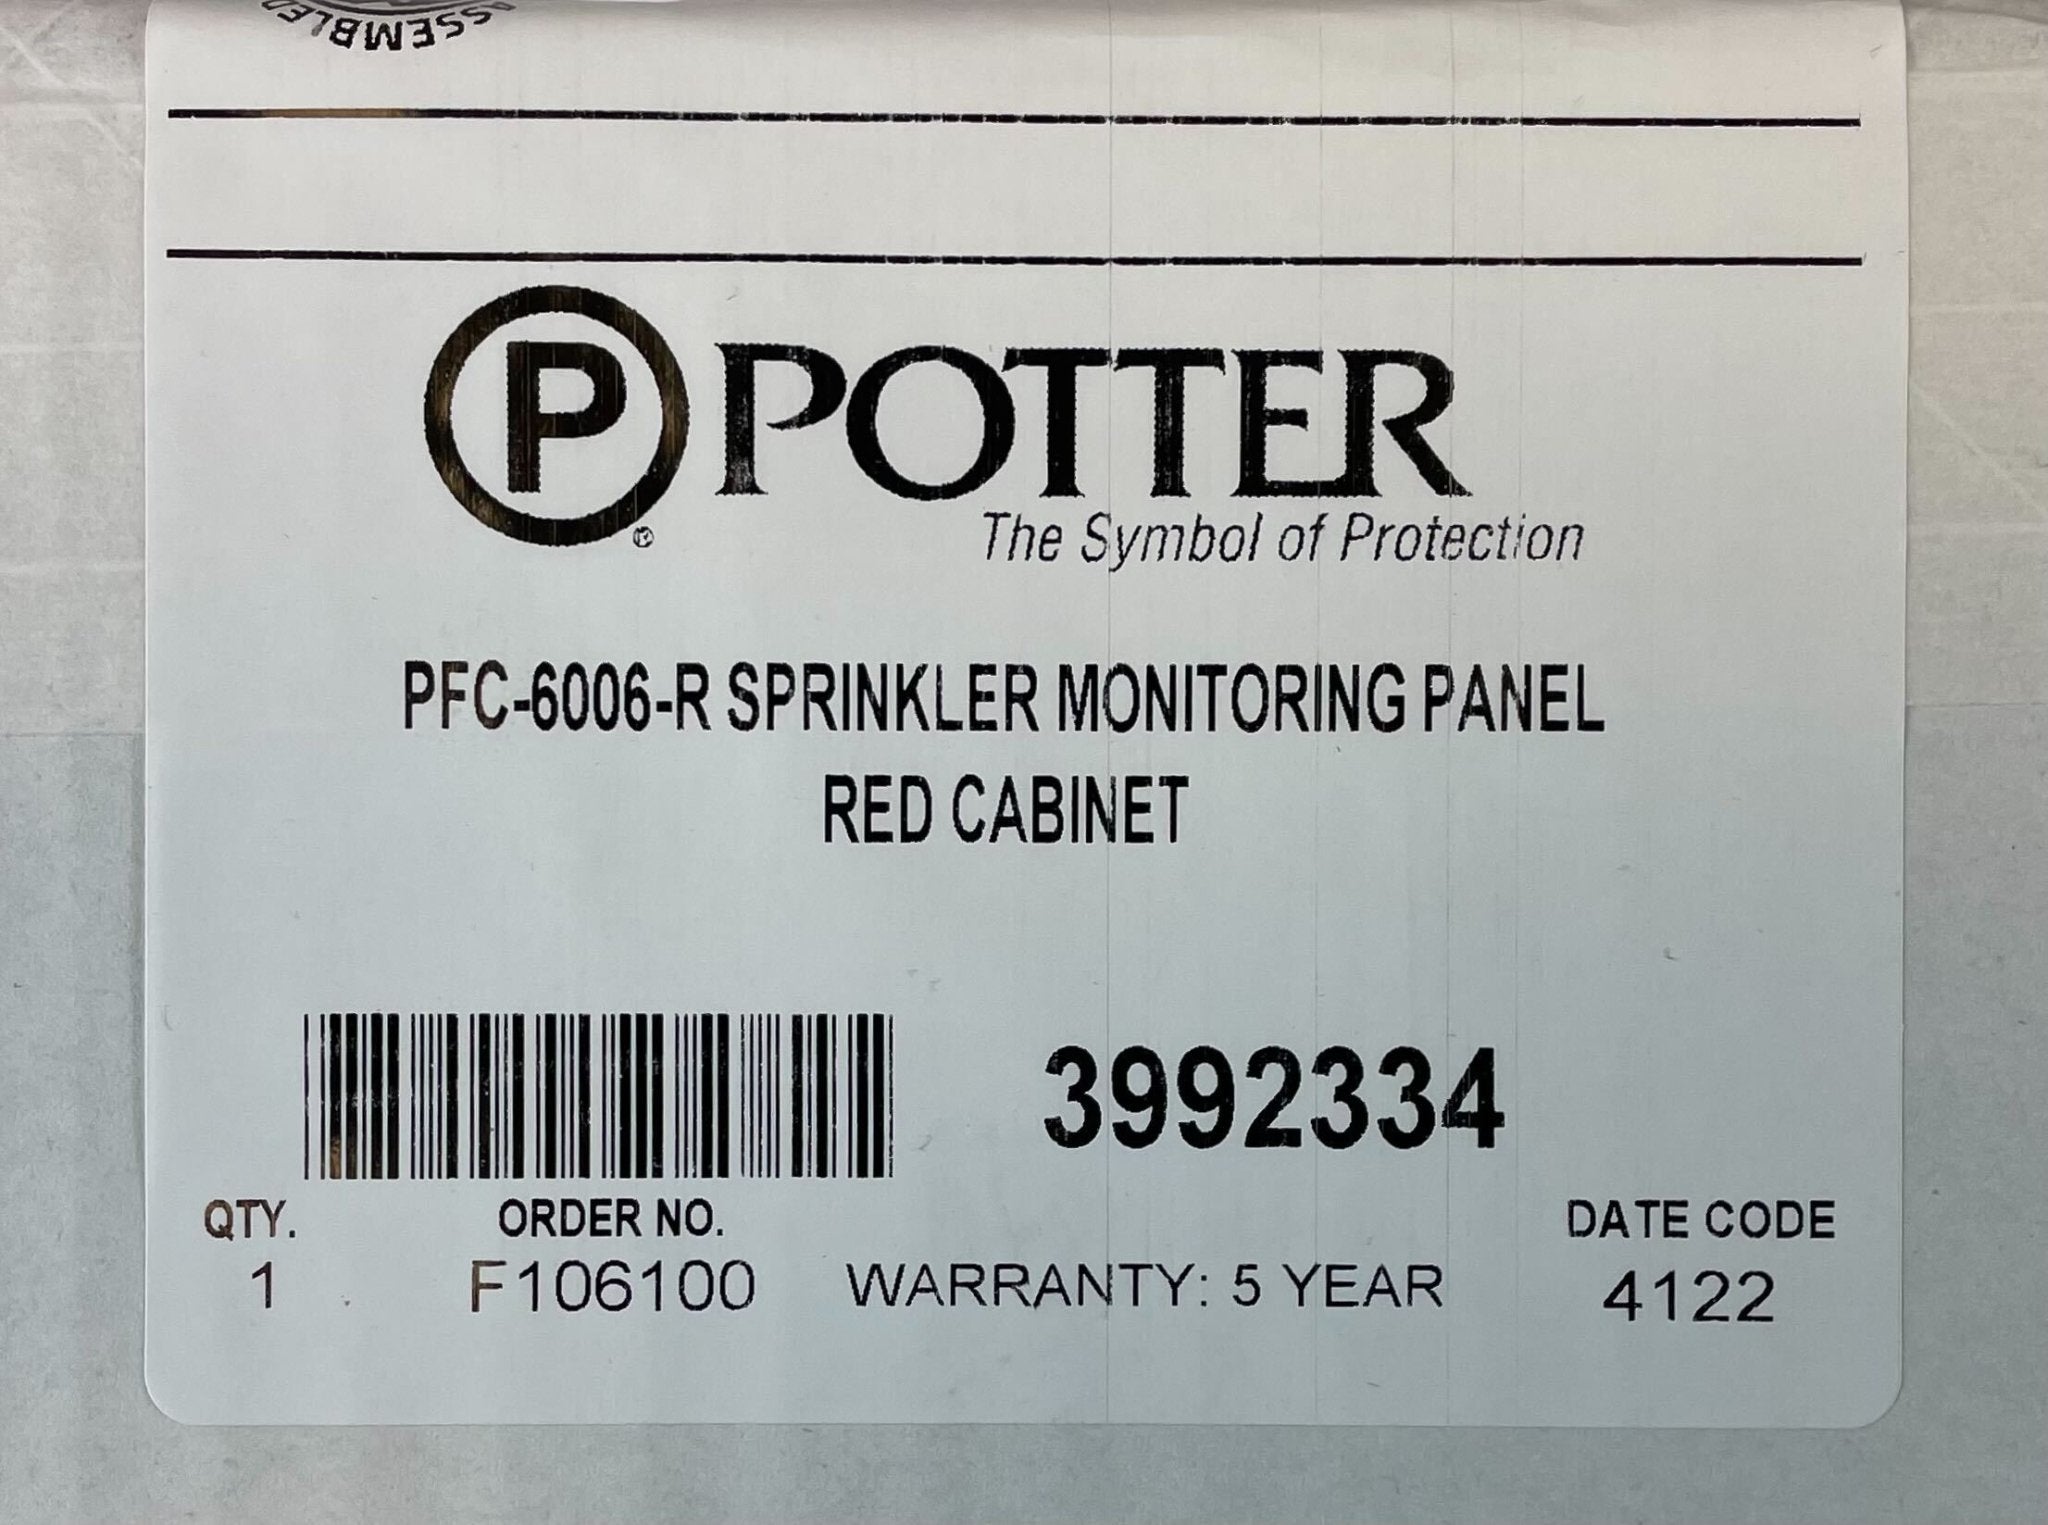 ASSEMBLED
P POTTER
®
The Symbol of Protection
PFC-6006-R SPRINKLER MONITORING PANEL
RED CABINET
3992334
QTY. ORDER NO. DATE CODE
1 F106100 WARRANTY: 5 YEAR 4122